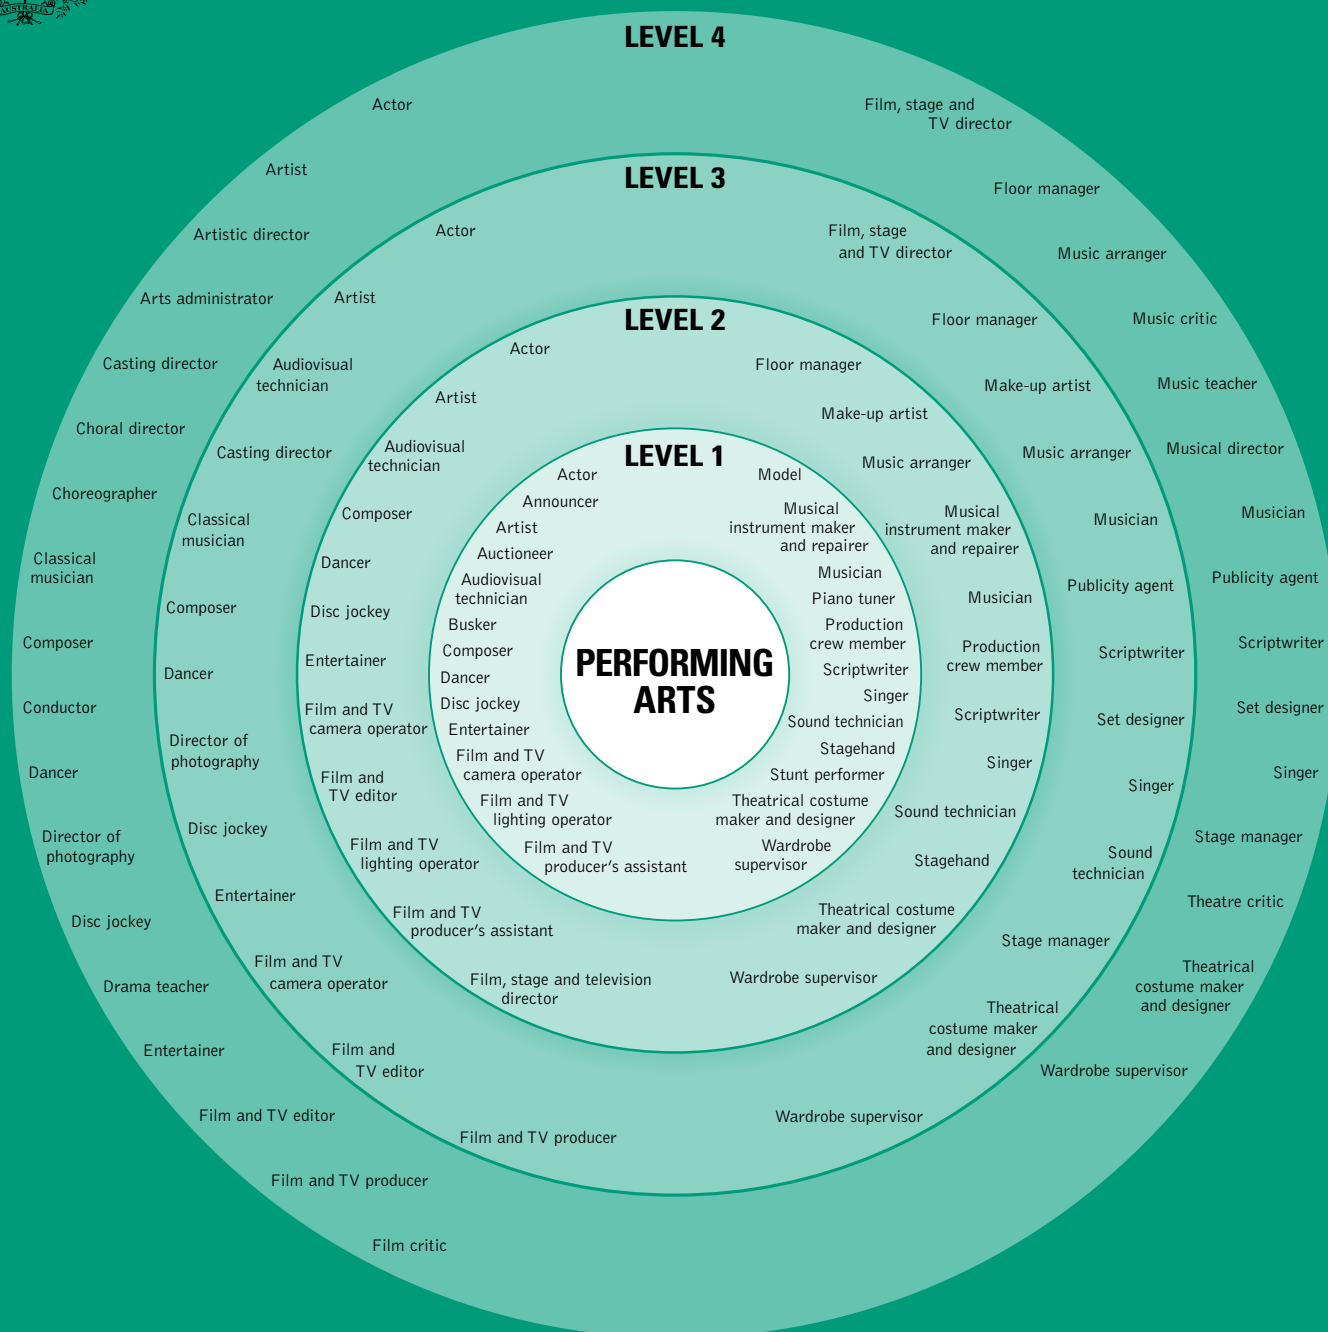 AUSTRALIA
LEVEL 4
Actor
Artist
Artistic director
Arts administrator
Casting director
Choral director
Choreographer
Classical
musician
Composer
Conductor
Dancer
Director of
photography
Disc jockey
Drama teacher
Entertainer
Film and TV editor
Film and TV producer
Film critic
Film, stage and
TV director
Floor manager
Music arranger
Music critic
Music teacher
Musical director
Musician
Publicity agent
Scriptwriter
Set designer
Singer
Stage manager
Theatre critic
Theatrical
costume maker
and designer
Wardrobe supervisor
LEVEL 3
Actor
Artist
Audiovisual
technician
Casting director
Classical
musician
Composer
Dancer
Director of
photography
Disc jockey
Entertainer
Film and TV
camera operator
Film and
TV editor
Film and TV producer
Film, stage
and TV director
Floor manager
Make-up artist
Music arranger
Musician
Publicity agent
Scriptwriter
Set designer
Singer
Sound
technician
Stage manager
Theatrical
costume maker
and designer
Wardrobe supervisor
LEVEL 2
Actor
Artist
Audiovisual
technician
Composer
Dancer
Disc jockey
Entertainer
Film and TV
camera operator
Film and
TV editor
Film and TV
lighting operator
Film and TV
producer’s assistant
Film, stage and television
director
Floor manager
Make-up artist
Music arranger
Musical
instrument maker
and repairer
Musician
Production
crew member
Scriptwriter
Singer
Sound technician
Stagehand
Theatrical costume
maker and designer
Wardrobe supervisor
LEVEL 1
Actor
Announcer
Artist
Auctioneer
Audiovisual
technician
Busker
Composer
Dancer
Disc jockey
Entertainer
Film and TV
camera operator
Film and TV
lighting operator
Film and TV
producer’s assistant
Model
Musical
instrument maker
and repairer
Musician
Piano tuner
Production
crew member
Scriptwriter
Singer
Sound technician
Stagehand
Stunt performer
Theatrical costume
maker and designer
Wardrobe
supervisor
PERFORMING
ARTS